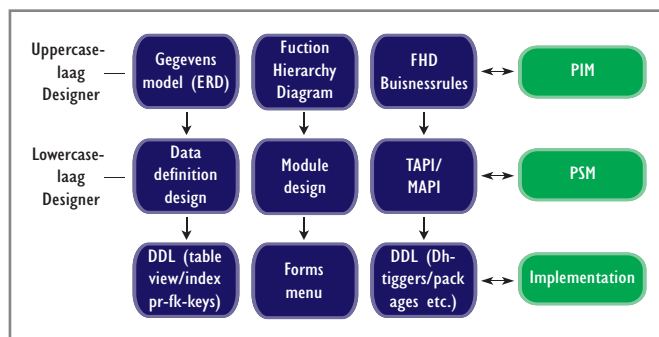 Uppercase-
laag
Designer
Gegevens
model (ERD)
Fuction
Hierarchy
Diagram
FHD
Buisnessrules
PIM
Lowercase-
laag
Designer
Data
definition
design
Module
design
TAPI/
MAPI
PSM
DDL (table
view/index
pr-fk-keys)
Forms
menu
DDL (Dh-
tiggers/pack
ages etc.)
Implementation